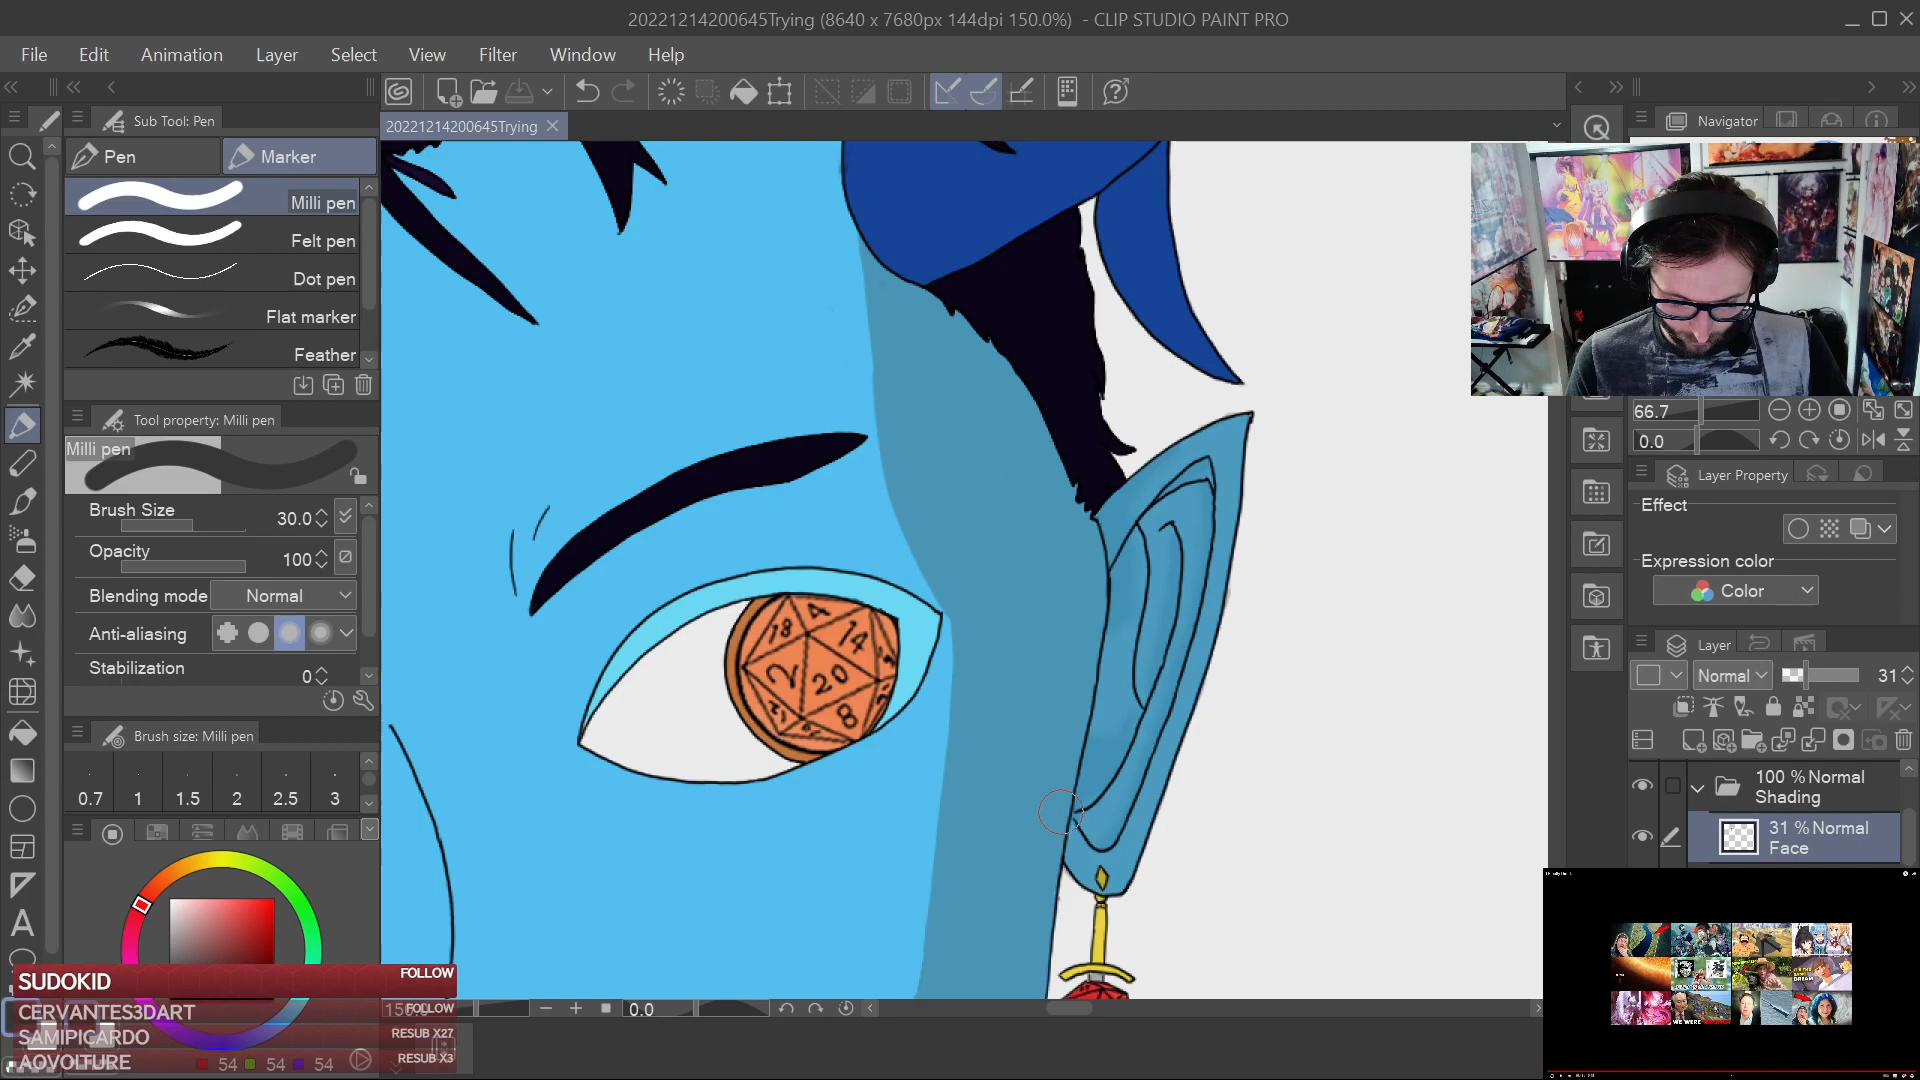 20221214200645Trying (8640 x 7680px 144dpi 150.0%) - CLIP STUDIO PAINT PRO
File Edit Animation Layer Select View Filter Window Help
Sub Tool: Pen
20221214200645Trying
Navigator
Pen
Marker
Milli pen
Felt pen
Dot pen
Flat marker
Feather
Tool property: Milli pen
Milli pen
Brush Size 30.0
Opacity 100
Blending mode Normal
Anti-aliasing
Stabilization 0
Brush size: Milli pen
0.7 1 1.5 2 2.5 3
4
18
14
2
20
8
66.7
0.0
Layer Property
Effect
Expression color
Color
Layer
Normal 31
100 % Normal
Shading
31 % Normal
Face
SUDOKID FOLLOW
CERVANTES3DART FOLLOW
SAMIPICARDO RESUB X27
AOVOLTURE RESUB X3
54 54 54
0.0